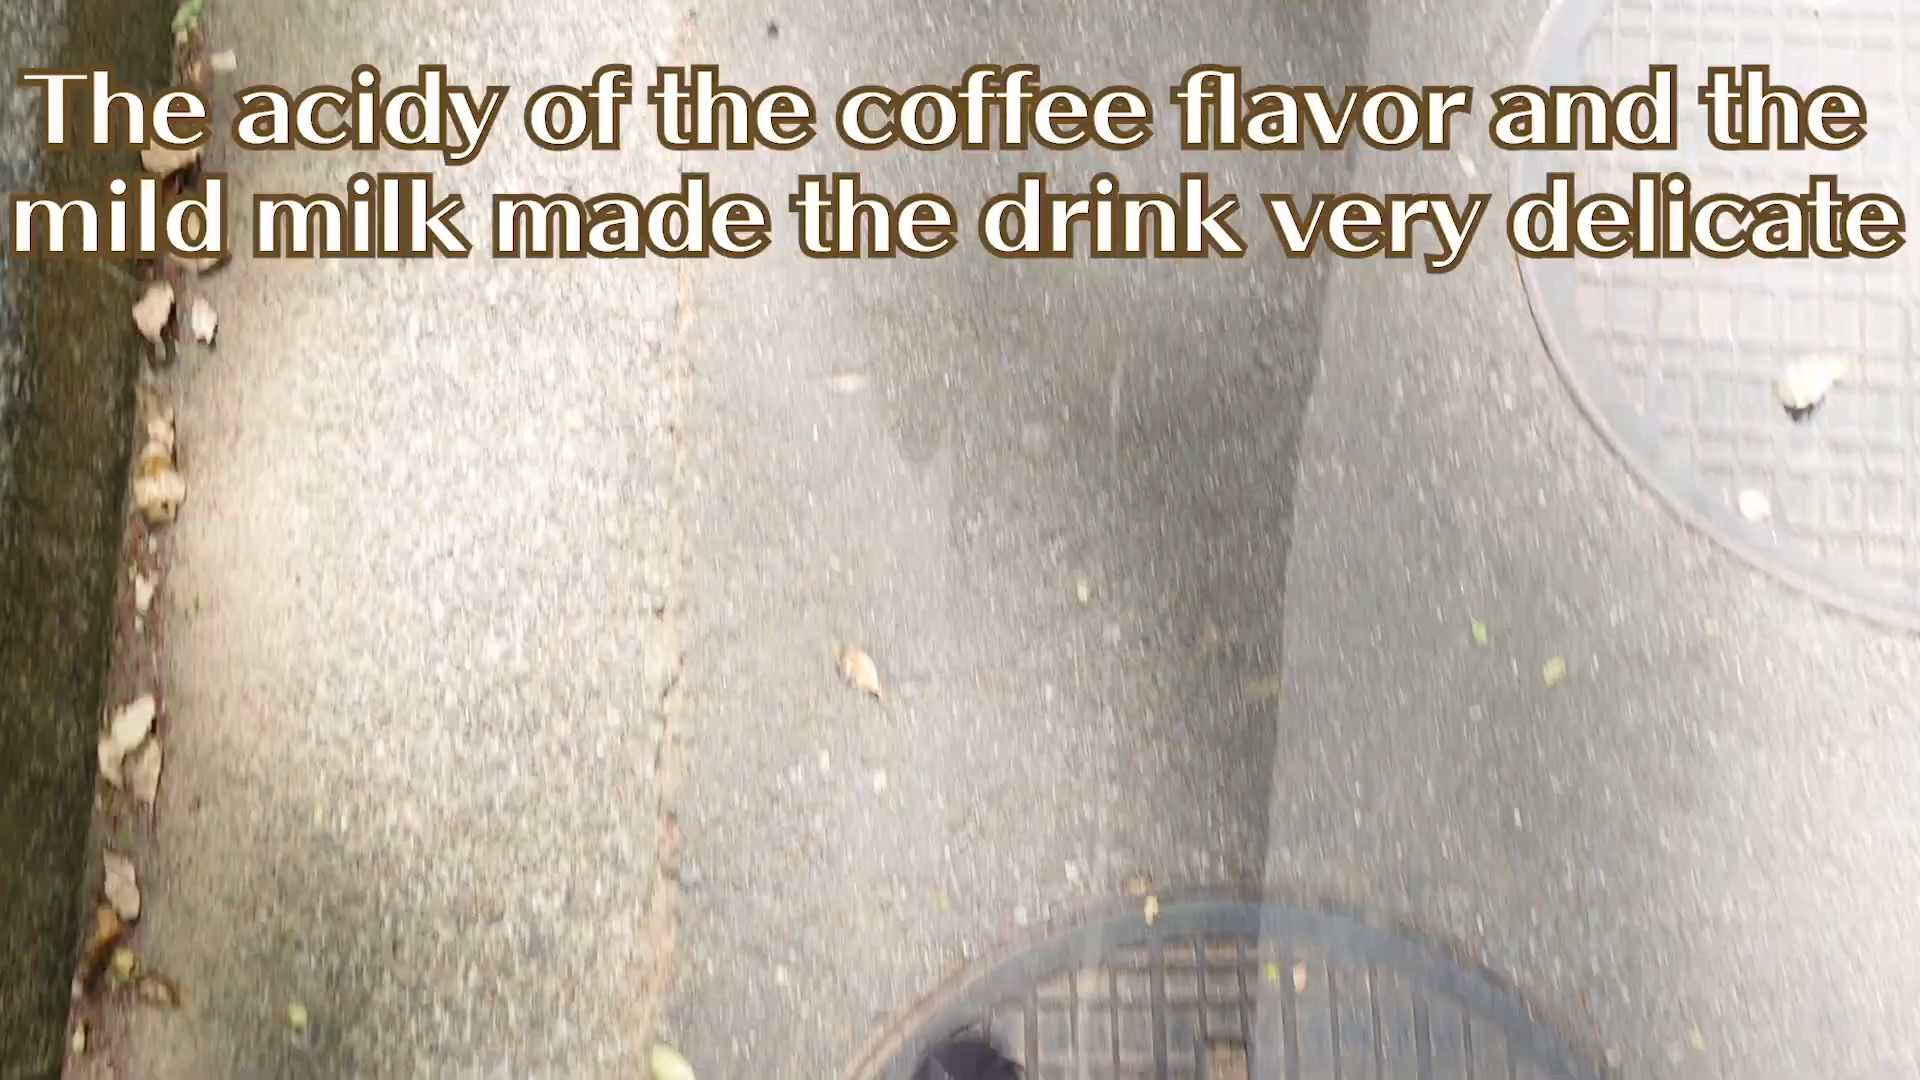 The acidy of the coffee flavor and the
mild milk made the drink very delicate